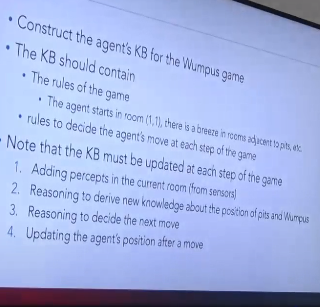 • Construct the agent's KB for the Wumpus game
• The KB should contain
• The rules of the game
• The agent starts in room (1,1), there is a breeze in rooms adjacent to pits, etc.
• rules to decide the agent's move at each step of the game
• Note that the KB must be updated at each step of the game
1. Adding percepts in the current room (from sensors)
2. Reasoning to derive new knowledge about the position of pits and Wumpus
3. Reasoning to decide the next move
4. Updating the agent's position after a move